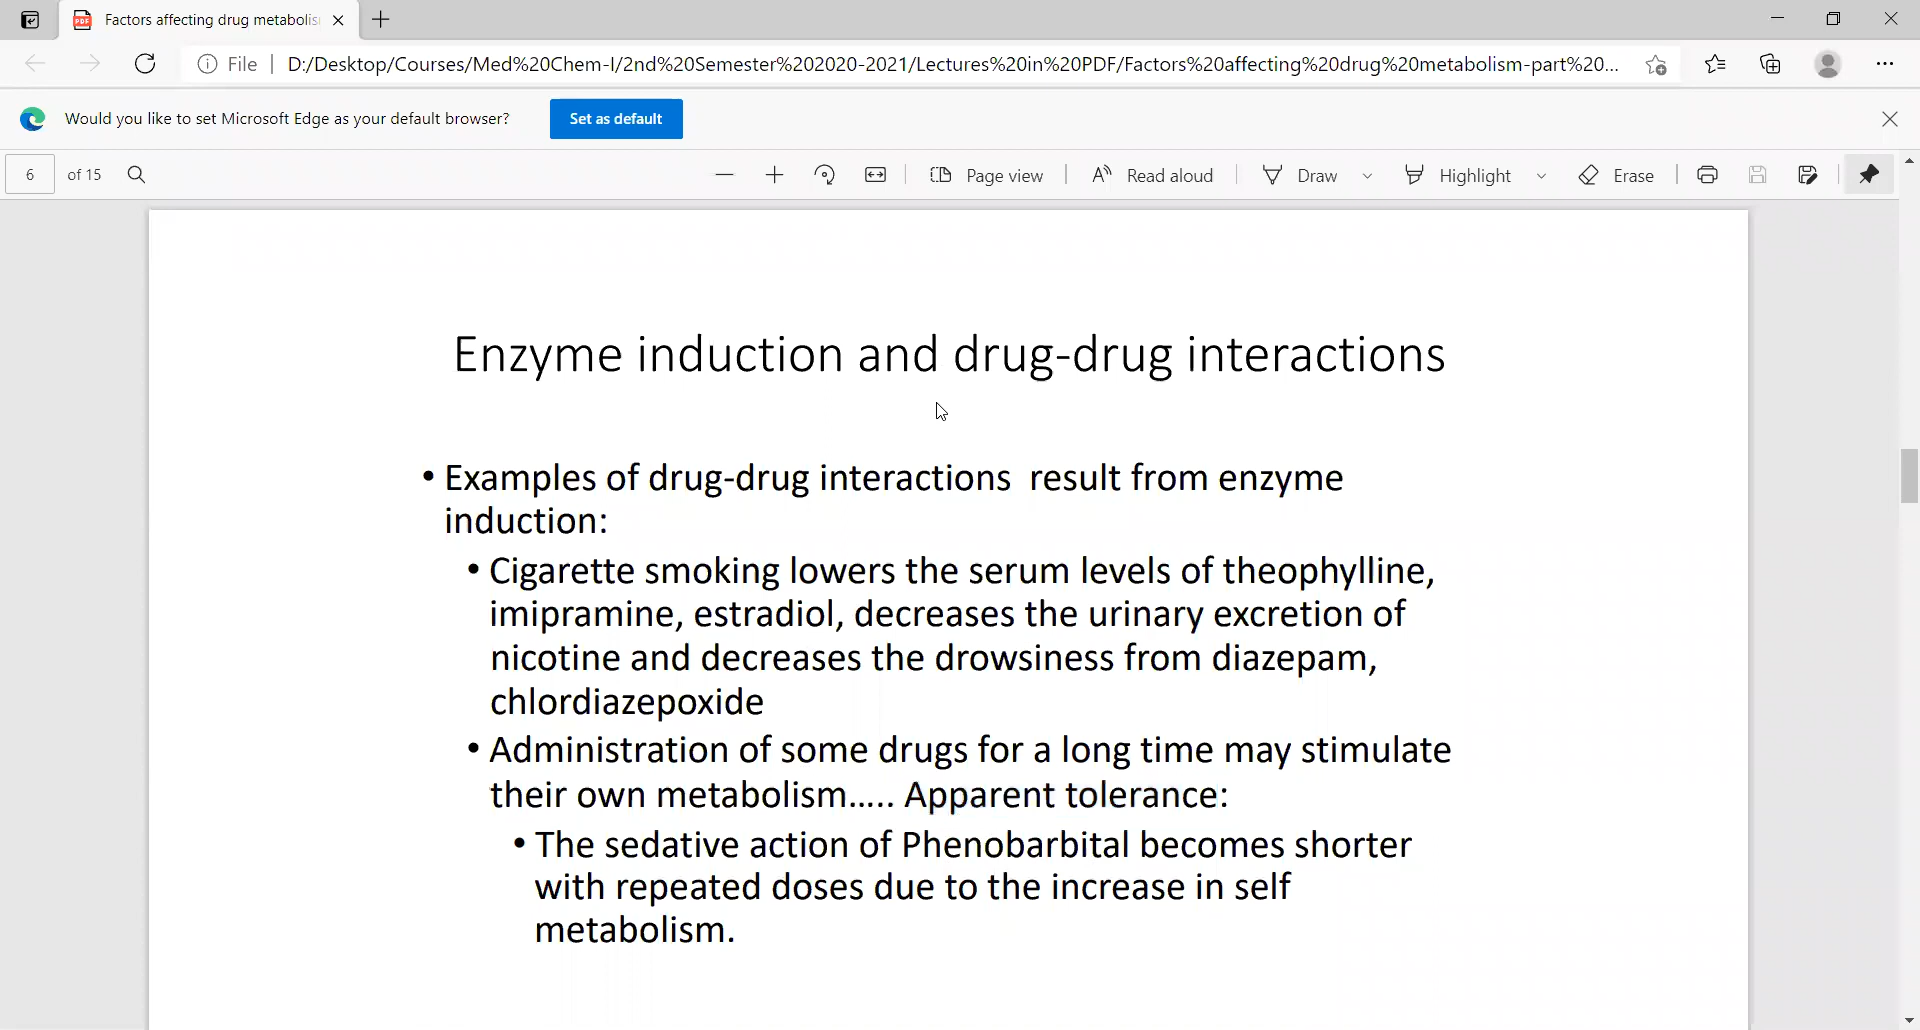 Factors affecting drug metabolis
File
D:/Desktop/Courses/Med%20Chem-I/2nd%20Semester%202020-2021/Lectures%20in%20PDF/Factors%20affecting%20drug%20metabolism-part%20...
Would you like to set Microsoft Edge as your default browser?
Set as default
6 of 15
Page view
Read aloud
Draw
Highlight
Erase
Enzyme induction and drug-drug interactions
• Examples of drug-drug interactions result from enzyme
induction:
• Cigarette smoking lowers the serum levels of theophylline,
imipramine, estradiol, decreases the urinary excretion of
nicotine and decreases the drowsiness from diazepam,
chlordiazepoxide
• Administration of some drugs for a long time may stimulate
their own metabolism..... Apparent tolerance:
• The sedative action of Phenobarbital becomes shorter
with repeated doses due to the increase in self
metabolism.